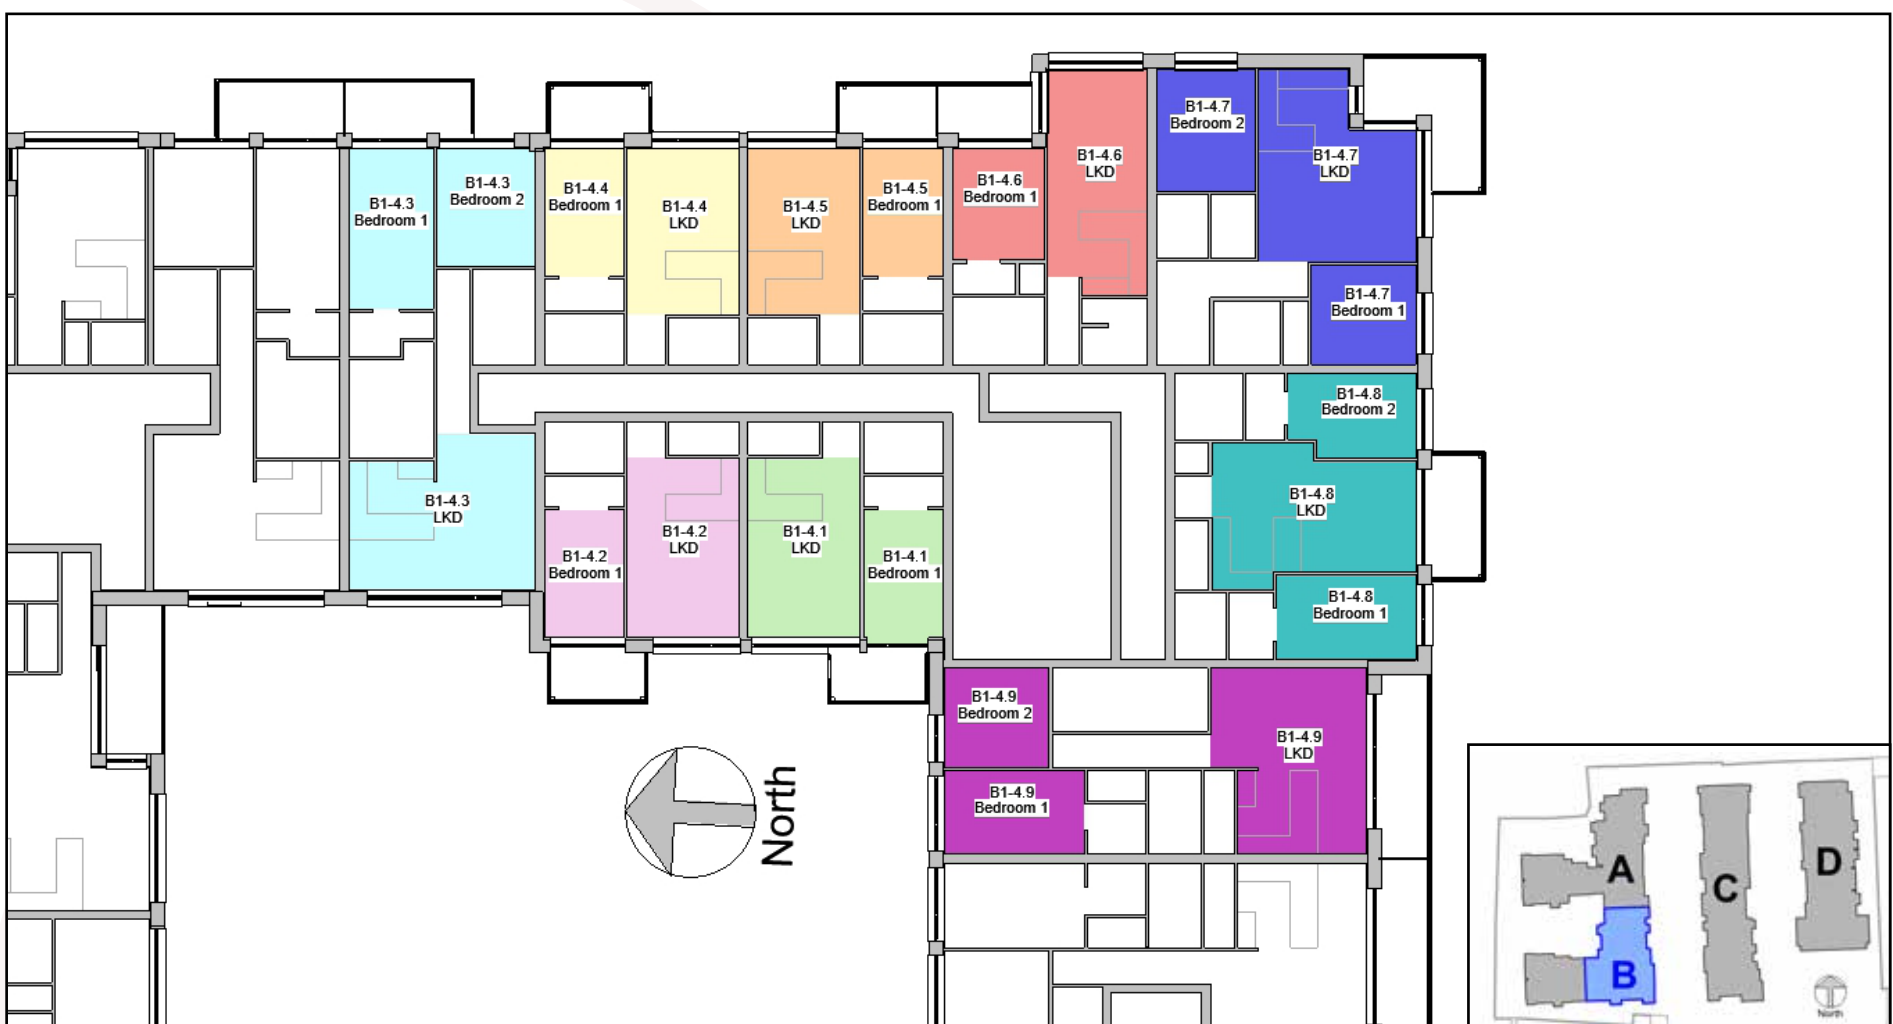 B1-4.7
Bedroom 2
B1-4.6
LKD
B1-4.7
LKD
B1-4.3
Bedroom 1
B1-4.3
Bedroom 2
B1-4.4
Bedroom 1
B1-4.4
LKD
B1-4.5
LKD
B1-4.5
Bedroom 1
B1-4.6
Bedroom 1
B1-4.7
Bedroom 1
B1-4.8
Bedroom 2
B1-4.3
LKD
B1-4.8
LKD
B1-4.2
Bedroom 1
B1-4.2
LKD
B1-4.1
LKD
B1-4.1
Bedroom 1
B1-4.8
Bedroom 1
B1-4.9
Bedroom 2
B1-4.9
LKD
B1-4.9
Bedroom 1
North
A
C
D
B
North